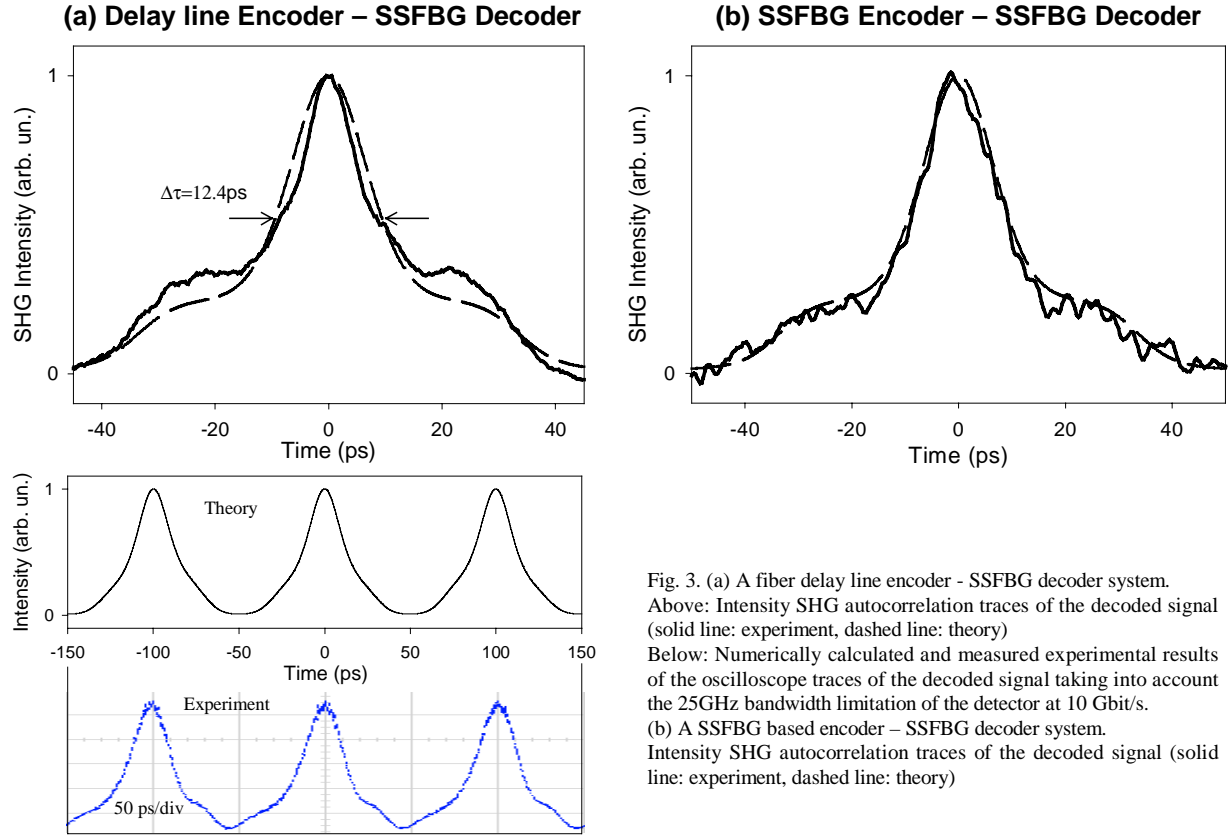 (a) Delay line Encoder – SSFBG Decoder
SHG Intensity (arb. un.)
1
0
Δτ=12.4ps
-40 -20 0 20 40
Time (ps)
(b) SSFBG Encoder – SSFBG Decoder
SHG Intensity (arb. un.)
1
0
-40 -20 0 20 40
Time (ps)
Intensity (arb. un.)
1
0
Theory
-150 -100 -50 0 50 100 150
Time (ps)
Experiment
50 ps/div
Fig. 3. (a) A fiber delay line encoder - SSFBG decoder system.
Above: Intensity SHG autocorrelation traces of the decoded signal
(solid line: experiment, dashed line: theory)
Below: Numerically calculated and measured experimental results
of the oscilloscope traces of the decoded signal taking into account
the 25GHz bandwidth limitation of the detector at 10 Gbit/s.
(b) A SSFBG based encoder – SSFBG decoder system.
Intensity SHG autocorrelation traces of the decoded signal (solid
line: experiment, dashed line: theory)